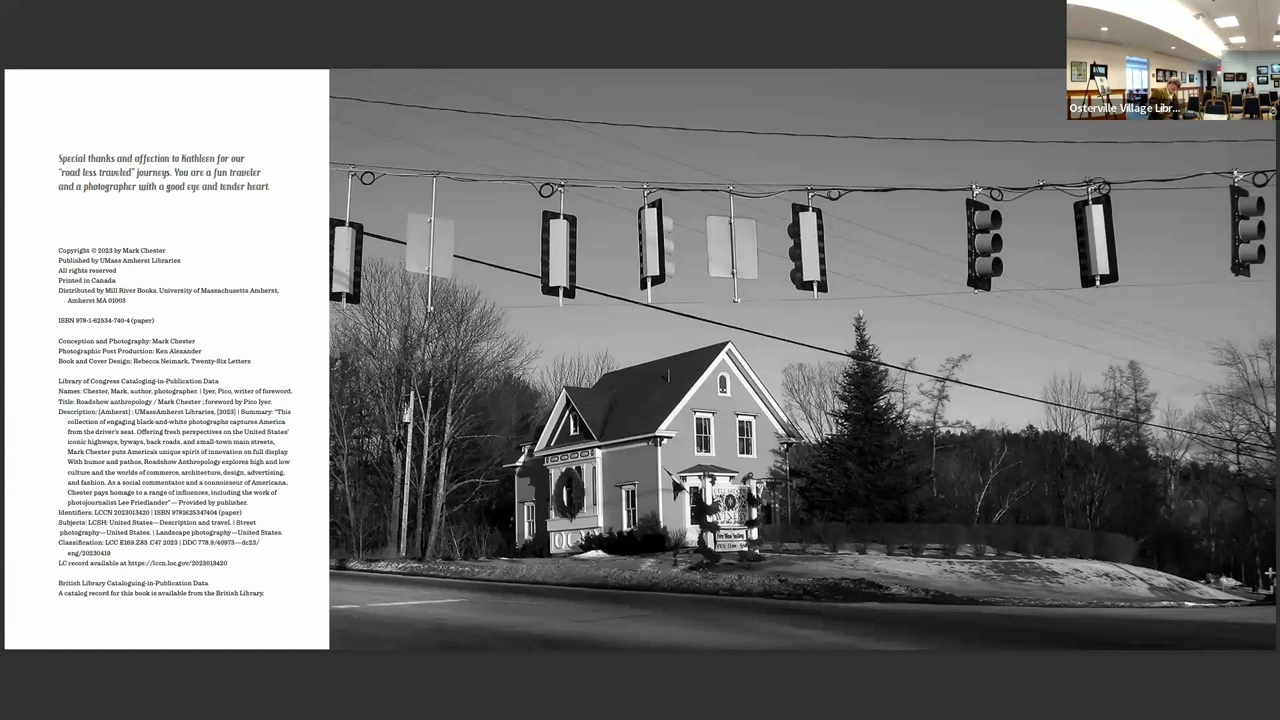 Osterville Village Libr...
Special thanks and affection to Kathleen for our
"road less traveled" journeys. You are a fun traveler
and a photographer with a good eye and tender heart.
Copyright © 2023 by Mark Chester
Published by UMass Amherst Libraries
All rights reserved
Printed in Canada
Distributed by Mill River Books, University of Massachusetts Amherst,
Amherst MA 01003
ISBN 978-1-62534-740-4 (paper)
Conception and Photography: Mark Chester
Photographic Post Production: Ken Alexander
Book and Cover Design: Rebecca Neimark, Twenty-Six Letters
Library of Congress Cataloging-in-Publication Data
Names: Chester, Mark, author, photographer. | Iyer, Pico, writer of foreword.
Title: Roadshow anthropology / Mark Chester ; foreword by Pico Iyer.
Description: [Amherst] : UMassAmherst Libraries, [2023] | Summary: "This
collection of engaging black-and-white photographs captures America
from the driver's seat. Offering fresh perspectives on the United States'
iconic highways, byways, back roads, and small-town main streets,
Mark Chester puts America's unique spirit of innovation on full display.
With humor and pathos, Roadshow Anthropology explores high and low
culture and the worlds of commerce, architecture, design, advertising,
and fashion. As a social commentator and a connoisseur of Americana,
Chester pays homage to a range of influences, including the work of
photojournalist Lee Friedlander"— Provided by publisher.
Identifiers: LCCN 2023013420 | ISBN 9781625347404 (paper)
Subjects: LCSH: United States—Description and travel. | Street
photography—United States. | Landscape photography—United States.
Classification: LCC E169.Z83 .C47 2023 | DDC 778.9/40973—dc23/
eng/20230419
LC record available at https://lccn.loc.gov/2023013420
British Library Cataloguing-in-Publication Data
A catalog record for this book is available from the British Library.